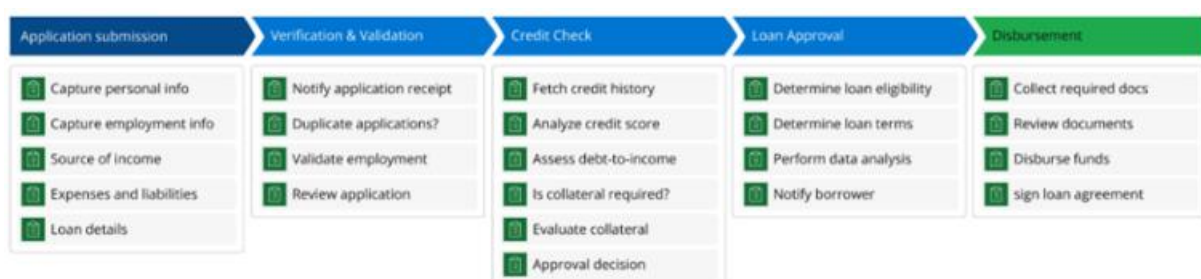 Application submission
Capture personal info
Capture employment info
Source of income
Expenses and liabilities
Loan details
Verification & Validation
Notify application receipt
Duplicate applications?
Validate employment
Review application
Credit Check
Fetch credit history
Analyze credit score
Assess debt-to-income
Is collateral required?
Evaluate collateral
Approval decision
Loan Approval
Determine loan eligibility
Determine loan terms
Perform data analysis
Notify borrower
Disbursement
Collect required docs
Review documents
Disburse funds
sign loan agreement